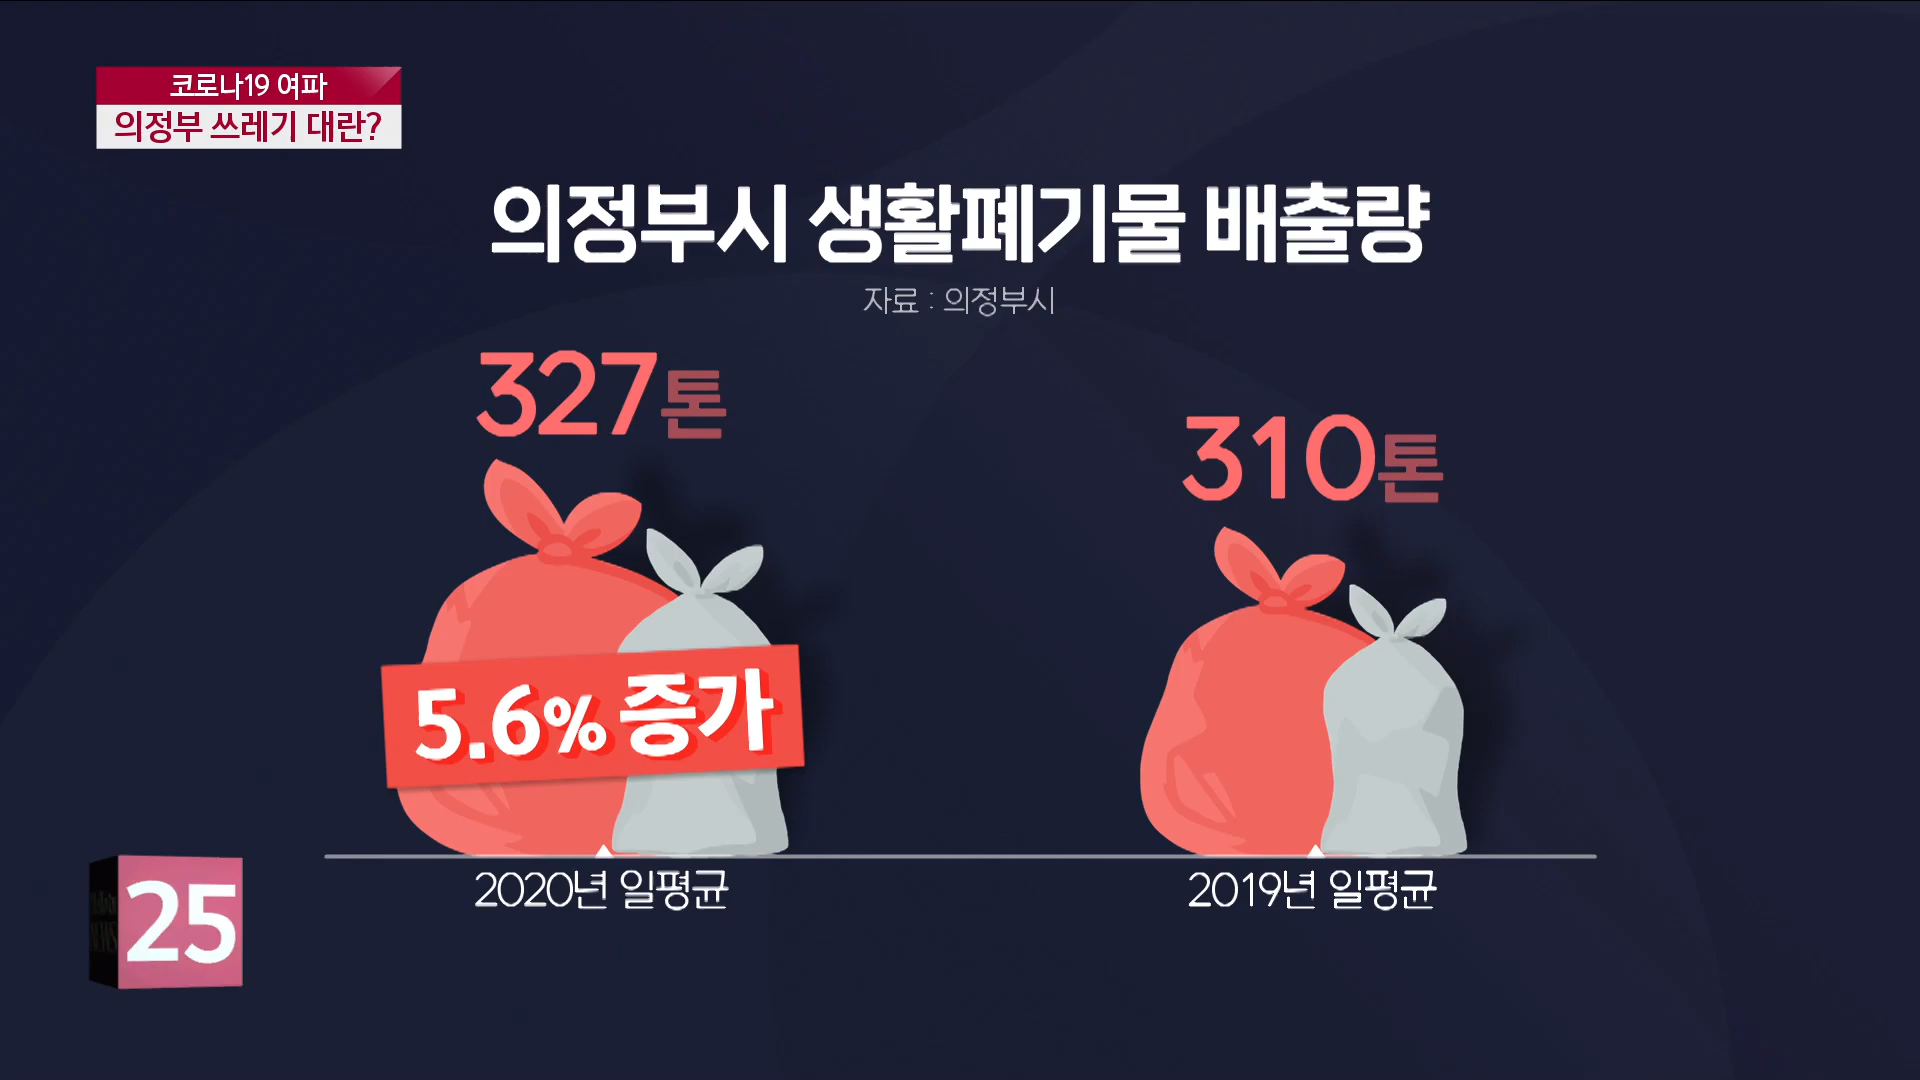 코로나19 여파
의정부 쓰레기 대란?
의정부시 생활폐기물 배출량
자료 : 의정부시
327톤
310톤
5.6% 증가
2020년 일평균
2019년 일평균
25